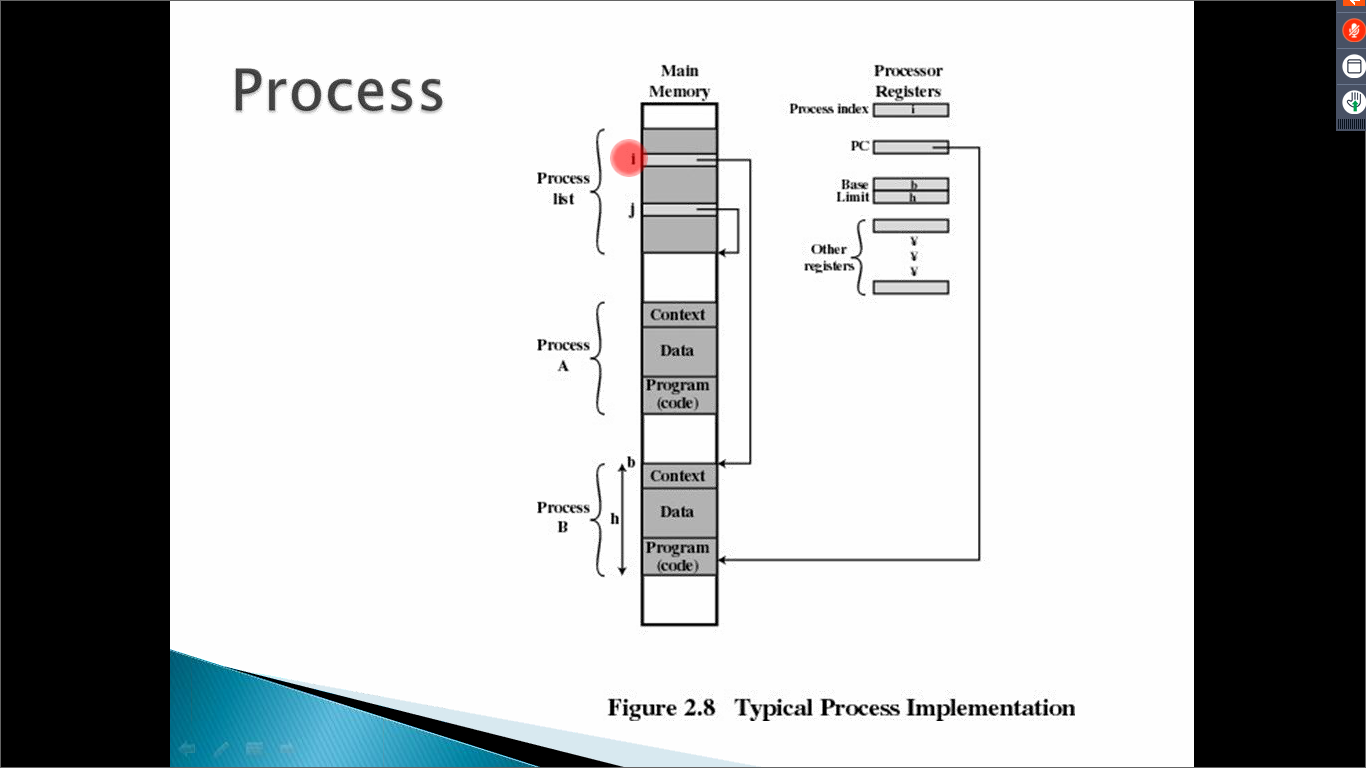 Process
Main
Memory
Processor
Registers
Process index
i
PC
Base
b
Limit
h
Other
registers
¥
¥
¥
Process
list
i
j
Process
A
Context
Data
Program
(code)
Process
B
b
h
Context
Data
Program
(code)
Figure 2.8 Typical Process Implementation